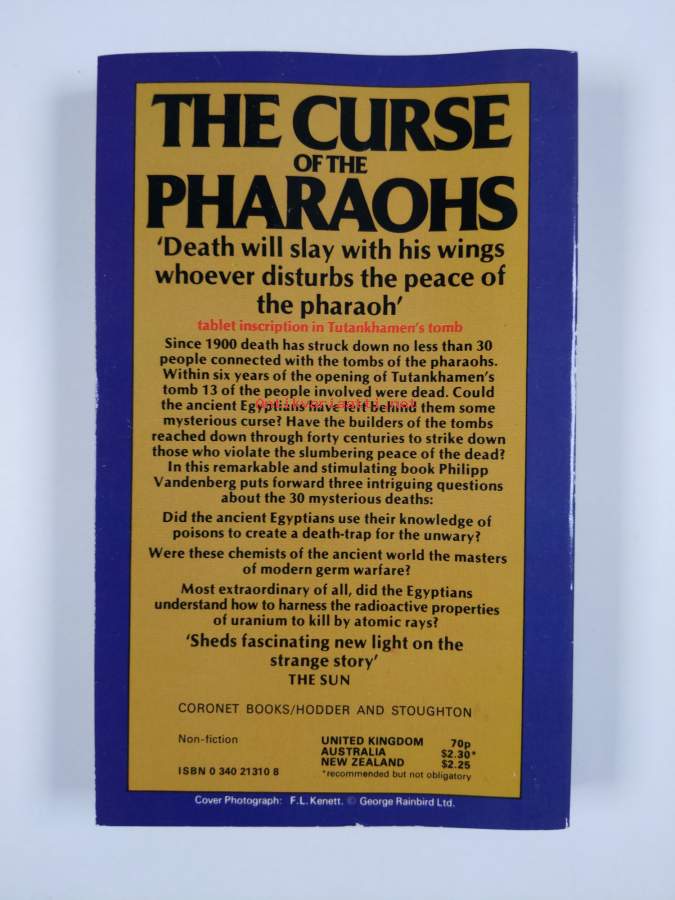 THE CURSE
OF THE
PHARAOHS
‘Death will slay with his wings
whoever disturbs the peace of
the pharaoh’
tablet inscription in Tutankhamen’s tomb
Since 1900 death has struck down no less than 30
people connected with the tombs of the pharaohs.
Within six years of the opening of Tutankhamen’s
tomb 13 of the people involved were dead. Could
the ancient Egyptians have left behind them some
mysterious curse? Have the builders of the tombs
reached down through forty centuries to strike down
those who violate the slumbering peace of the dead?
In this remarkable and stimulating book Philipp
Vandenberg puts forward three intriguing questions
about the 30 mysterious deaths:
Did the ancient Egyptians use their knowledge of
poisons to create a death-trap for the unwary?
Were these chemists of the ancient world the masters
of modern germ warfare?
Most extraordinary of all, did the Egyptians
understand how to harness the radioactive properties
of uranium to kill by atomic rays?
‘Sheds fascinating new light on the
strange story’
THE SUN
CORONET BOOKS/HODDER AND STOUGHTON
Non-fiction
UNITED KINGDOM 70p
AUSTRALIA $2.30*
NEW ZEALAND $2.25
*recommended but not obligatory
ISBN 0 340 21310 8
Cover Photograph: F.L. Kenett. © George Rainbird Ltd.